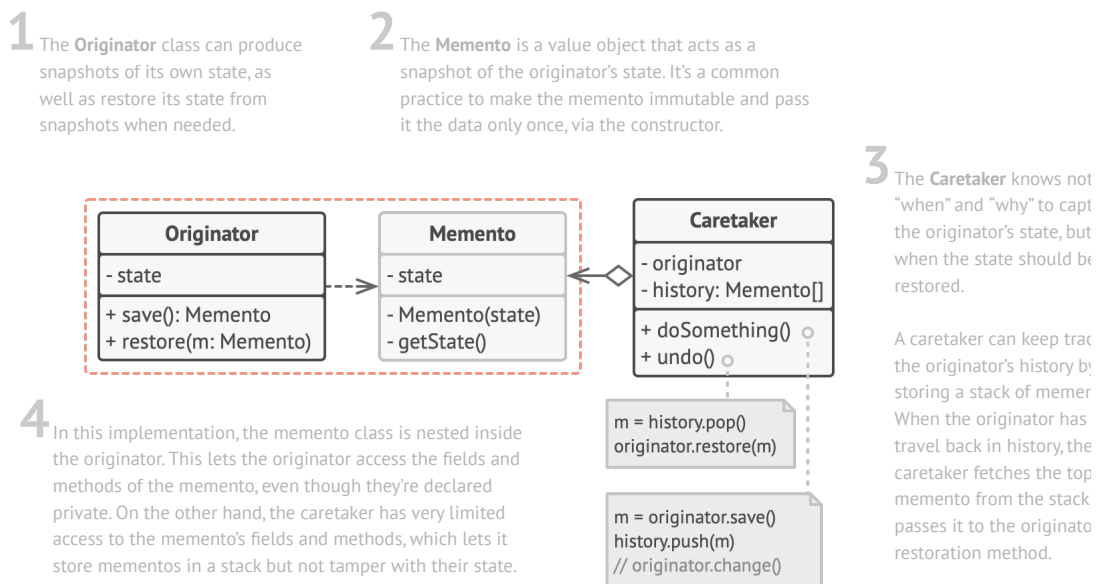 1
The Originator class can produce
snapshots of its own state, as
well as restore its state from
snapshots when needed.
2
The Memento is a value object that acts as a
snapshot of the originator’s state. It’s a common
practice to make the memento immutable and pass
it the data only once, via the constructor.
3
The Caretaker knows not
“when” and “why” to capt
the originator’s state, but
when the state should be
restored.
A caretaker can keep trac
the originator’s history by
storing a stack of memen
When the originator has
travel back in history, the
caretaker fetches the top
memento from the stack
passes it to the originato
restoration method.
Originator
- state
+ save(): Memento
+ restore(m: Memento)
Memento
- state
- Memento(state)
- getState()
Caretaker
- originator
- history: Memento[]
+ doSomething()
+ undo()
m = history.pop()
originator.restore(m)
m = originator.save()
history.push(m)
// originator.change()
4
In this implementation, the memento class is nested inside
the originator. This lets the originator access the fields and
methods of the memento, even though they’re declared
private. On the other hand, the caretaker has very limited
access to the memento’s fields and methods, which lets it
store mementos in a stack but not tamper with their state.